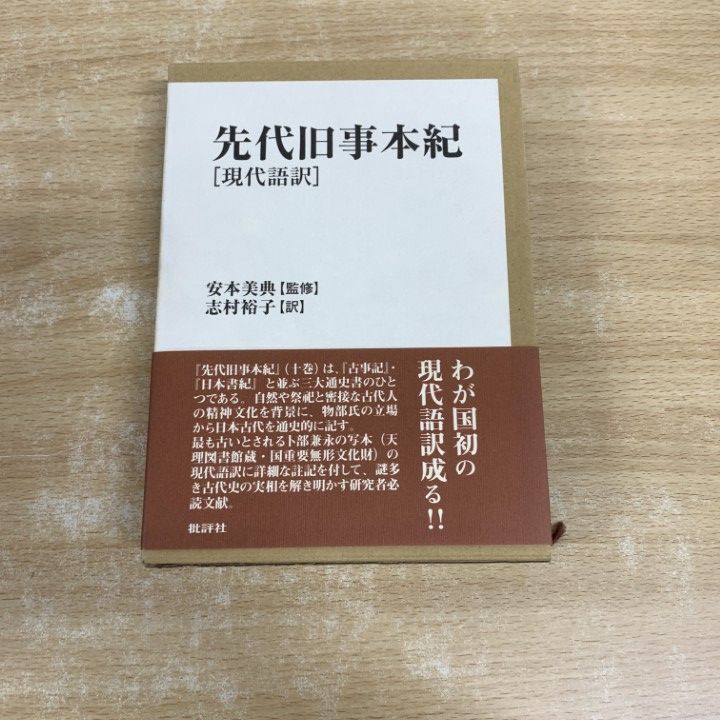 先代旧事本紀
[現代語訳]
安本美典【監修】
志村裕子【訳】
わが国初の
現代語訳成る!!
『先代旧事本紀』(十巻)は、『古事記』・
『日本書紀』と並ぶ三大通史書のひと
つである。自然や祭祀と密接な古代人
の精神文化を背景に、物部氏の立場
から日本古代を通史的に記す。
最も古いとされる卜部兼永の写本(天
理図書館蔵・国重要無形文化財)の
現代語訳に詳細な註記を付して、謎多
き古代史の実相を解き明かす研究者必
読文献。
批評社